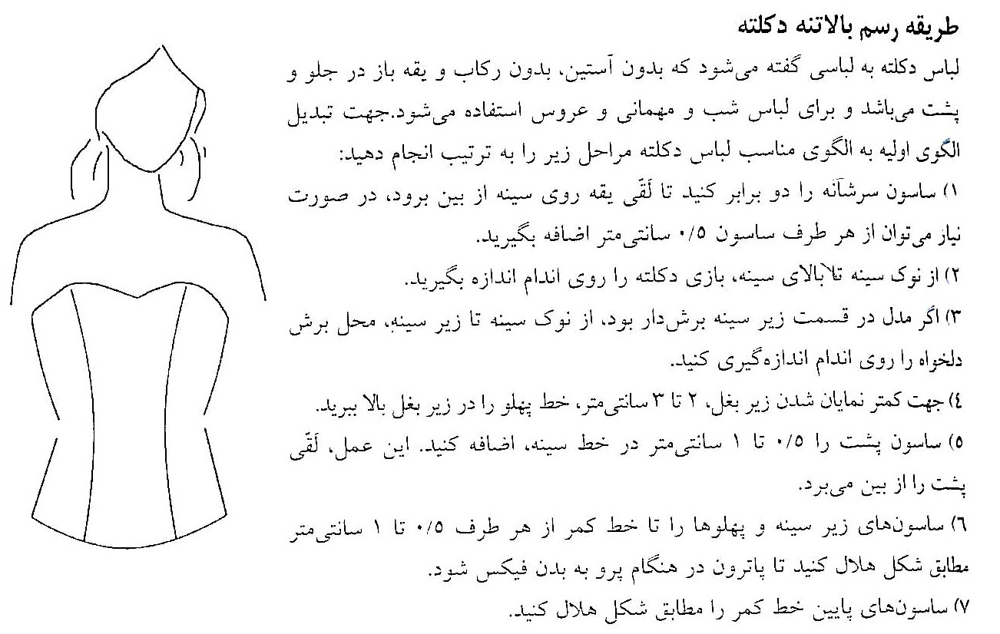 طریقه رسم بالاتنه دکلته
لباس دکلته به لباسی گفته می‌شود که بدون آستین، بدون رکاب و یقه باز در جلو و
پشت می‌باشد و برای لباس شب و مهمانی و عروس استفاده می‌شود.جهت تبدیل
الگوی اولیه به الگوی مناسب لباس دکلته مراحل زیر را به ترتیب انجام دهید:
۱) ساسون سرشانه را دو برابر کنید تا لَقّی یقه روی سینه از بین برود، در صورت
نیاز می‌توان از هر طرف ساسون ۰/۵ سانتی‌متر اضافه بگیرید.
۲) از نوک سینه تا بالای سینه، بازی دکلته را روی اندام اندازه بگیرید.
۳) اگر مدل در قسمت زیر سینه برش‌دار بود، از نوک سینه تا زیر سینه، محل برش
دلخواه را روی اندام اندازه‌گیری کنید.
۴) جهت کمتر نمایان شدن زیر بغل، ۲ تا ۳ سانتی‌متر، خط پهلو را در زیر بغل بالا ببرید.
۵) ساسون پشت را ۰/۵ تا ۱ سانتی‌متر در خط سینه، اضافه کنید. این عمل، لَقّی
پشت را از بین می‌برد.
۶) ساسون‌های زیر سینه و پهلوها را تا خط کمر از هر طرف ۰/۵ تا ۱ سانتی‌متر
مطابق شکل هلال کنید تا پاترون در هنگام پرو به بدن فیکس شود.
۷) ساسون‌های پایین خط کمر را مطابق شکل هلال کنید.